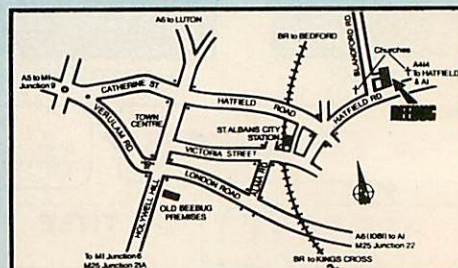 A6 to LUTON
BR to BEDFORD
BLANDFORD RD.
Churches
A414
To HATFIELD
& A1
A5 to M1
Junction 9
CATHERINE ST.
HATFIELD ROAD
HATFIELD RD.
BEEBUG
VERULAM RD.
TOWN
CENTRE
ST. ALBANS CITY
STATION
VICTORIA STREET
LONDON ROAD
ALMA RD.
HOLYWELL HILL
OLD BEEBUG
PREMISES
To M1 Junction 6
M25 Junction 21A
A6 (1081) to A1
M25 Junction 22
BR to KINGS CROSS